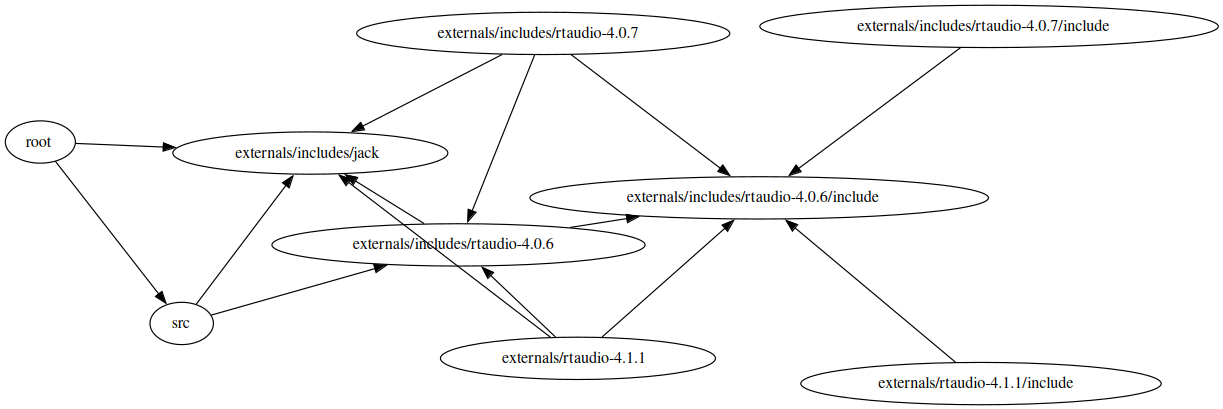 externals/includes/rtaudio-4.0.7/include
externals/includes/rtaudio-4.0.7
root
externals/includes/jack
externals/includes/rtaudio-4.0.6/include
externals/includes/rtaudio-4.0.6
src
externals/rtaudio-4.1.1
externals/rtaudio-4.1.1/include